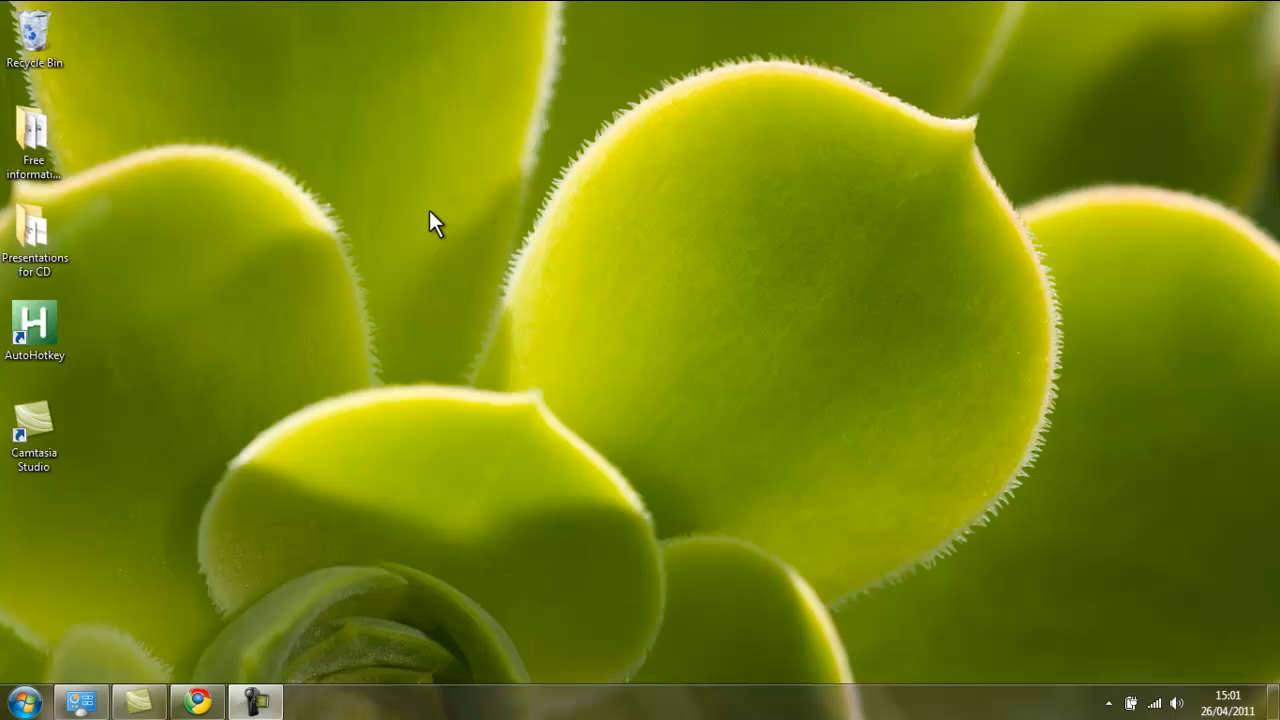 Recycle Bin
Free
informati...
Presentations
for CD
AutoHotkey
Camtasia
Studio
15:01
26/04/2011